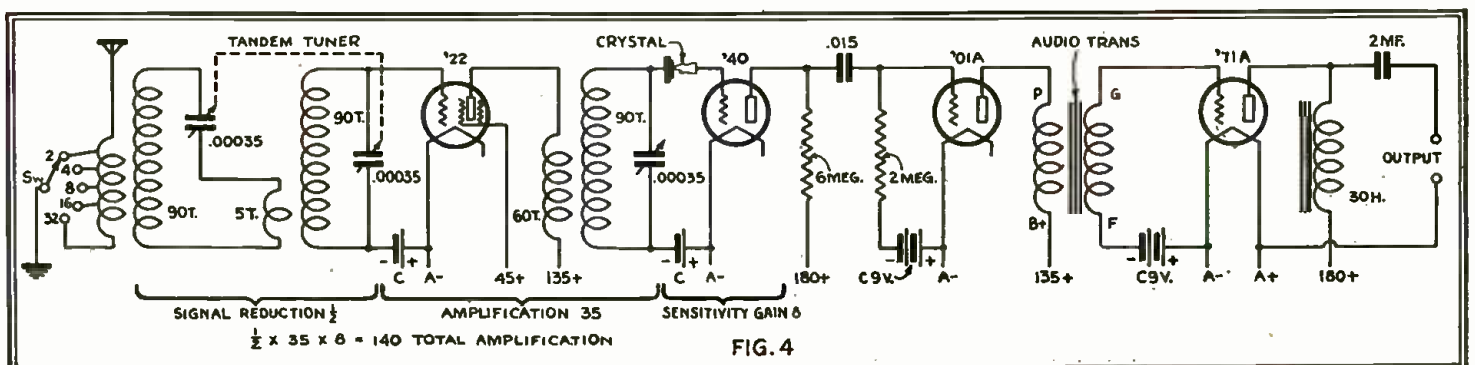 TANDEM TUNER
CRYSTAL
.015
AUDIO TRANS
2MF.
'22
'40
'01A
'71A
P
G
90T.
.00035
.00035
90T.
.00035
6MEG.
2MEG.
OUTPUT
Sw
2
4
8
16
32
90T.
5T.
60T.
30H.
B+
F
- +
- +
- +
- +
C
A-
45+
135+
C
A-
180+
C9V.
A-
135+
C9V.
A-
A+
180+
SIGNAL REDUCTION ½
AMPLIFICATION 35
SENSITIVITY GAIN 8
½ X 35 X 8 = 140 TOTAL AMPLIFICATION
FIG. 4